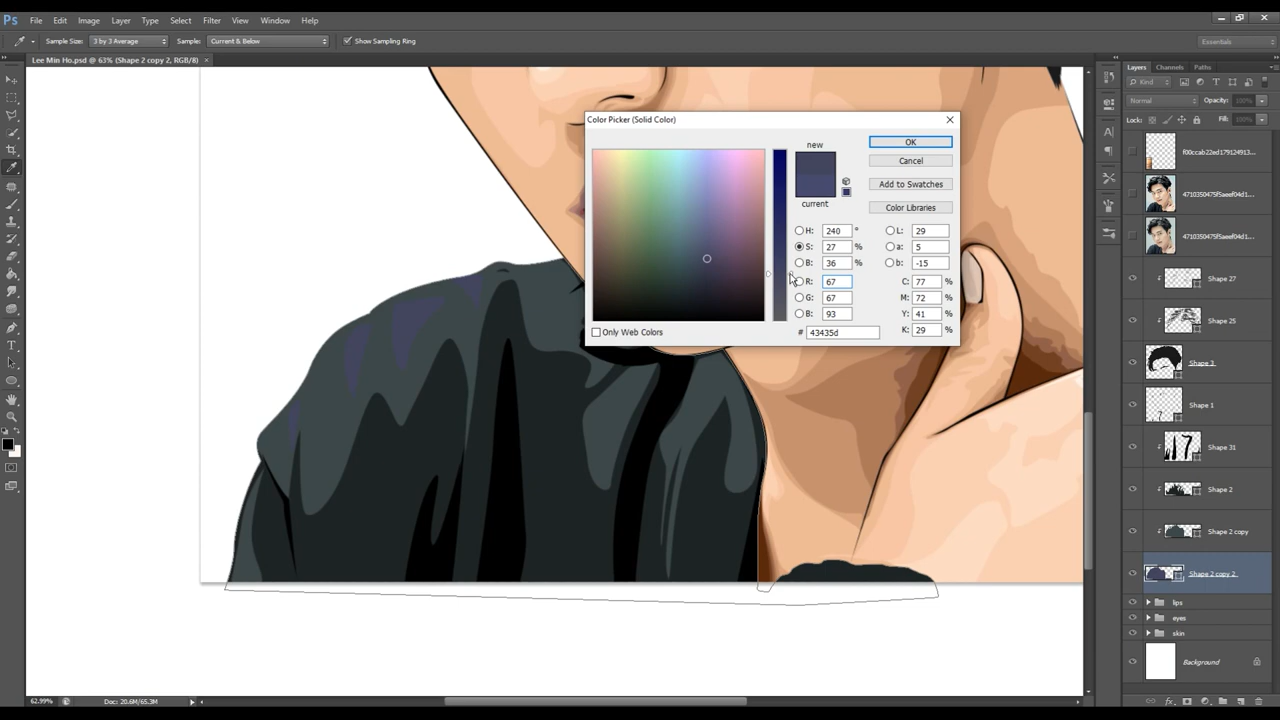 Ps File Edit Image Layer Type Select Filter View Window Help
Sample Size: 3 by 3 Average Sample: Current & Below Show Sampling Ring Essentials
Lee Min Ho.psd @ 63% (Shape 2 copy 2, RGB/8) ×
Layers Channels Paths
Kind
Normal Opacity: 100%
Lock: Fill: 100%
f00ccab22ed179124913...
4710350475f5aeef04d1...
4710350475f5aeef04d1...
Shape 27
Shape 25
Shape 3
Shape 1
Shape 31
Shape 2
Shape 2 copy
Shape 2 copy 2
lips
eyes
skin
Background
Color Picker (Solid Color)
new
current
OK
Cancel
Add to Swatches
Color Libraries
H: 240 ° L: 29
S: 27 % a: 5
B: 36 % b: -15
R: 67 C: 77 %
G: 67 M: 72 %
B: 93 Y: 41 %
# 43435d K: 29 %
Only Web Colors
62.99% Doc: 20.6M/65.3M